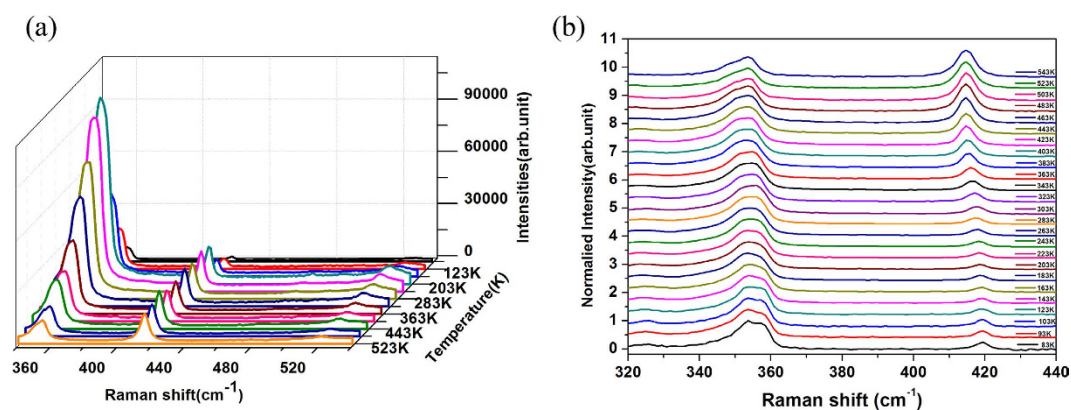 (a)
90000
60000
30000
0
Intensities(arb.unit)
123K
203K
283K
363K
443K
523K
Temperature(K)
360 400 440 480 520
Raman shift(cm-1)
(b)
11
10
9
8
7
6
5
4
3
2
1
0
Normalied Intensity(arb.unit)
543K
523K
503K
483K
463K
443K
423K
403K
383K
363K
343K
323K
303K
283K
263K
243K
223K
203K
183K
163K
143K
123K
103K
93K
83K
320 340 360 380 400 420 440
Raman shift (cm-1)